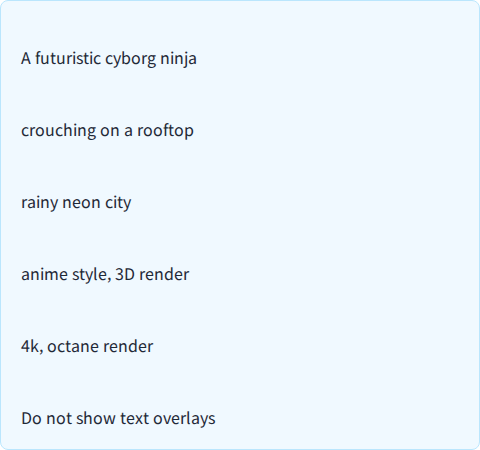 A futuristic cyborg ninja
crouching on a rooftop
rainy neon city
anime style, 3D render
4k, octane render
Do not show text overlays